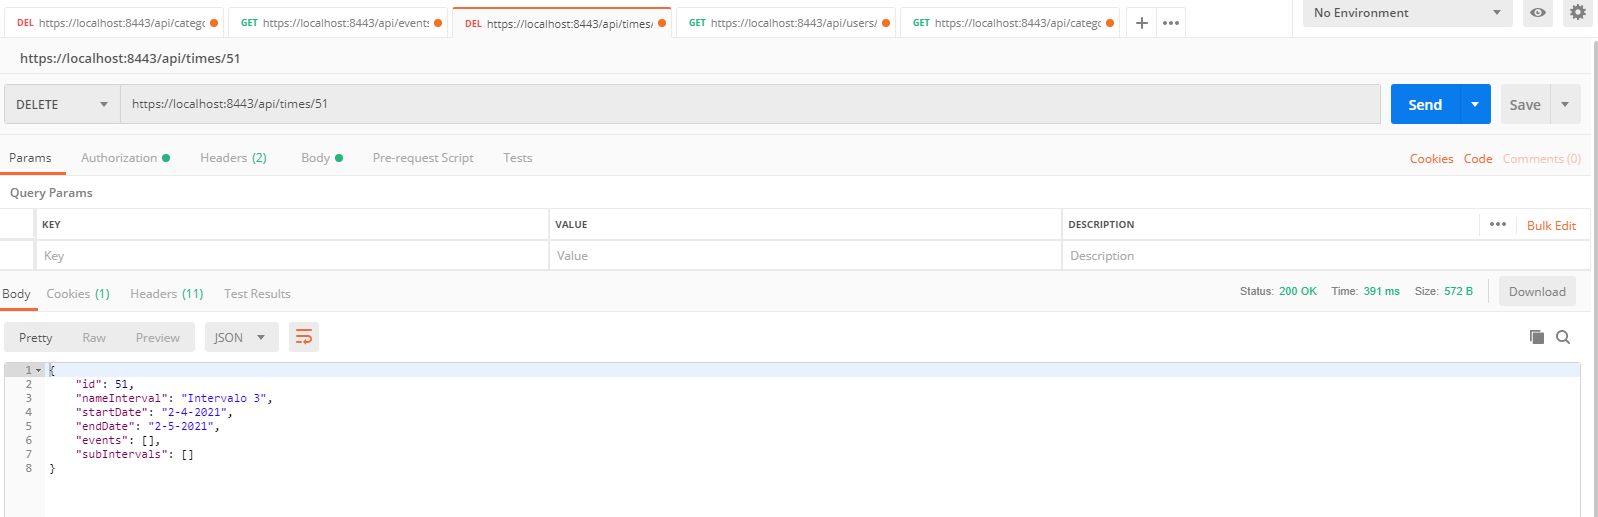 DEL https://localhost:8443/api/catego GET https://localhost:8443/api/events DEL https://localhost:8443/api/times/ GET https://localhost:8443/api/users/ GET https://localhost:8443/api/catego + ••• No Environment
https://localhost:8443/api/times/51
DELETE https://localhost:8443/api/times/51 Send Save
Params Authorization Headers (2) Body Pre-request Script Tests Cookies Code Comments (0)
Query Params
KEY VALUE DESCRIPTION ••• Bulk Edit
Key Value Description
Body Cookies (1) Headers (11) Test Results Status: 200 OK Time: 391 ms Size: 572 B Download
Pretty Raw Preview JSON
1 {
2 "id": 51,
3 "nameInterval": "Intervalo 3",
4 "startDate": "2-4-2021",
5 "endDate": "2-5-2021",
6 "events": [],
7 "subIntervals": []
8 }